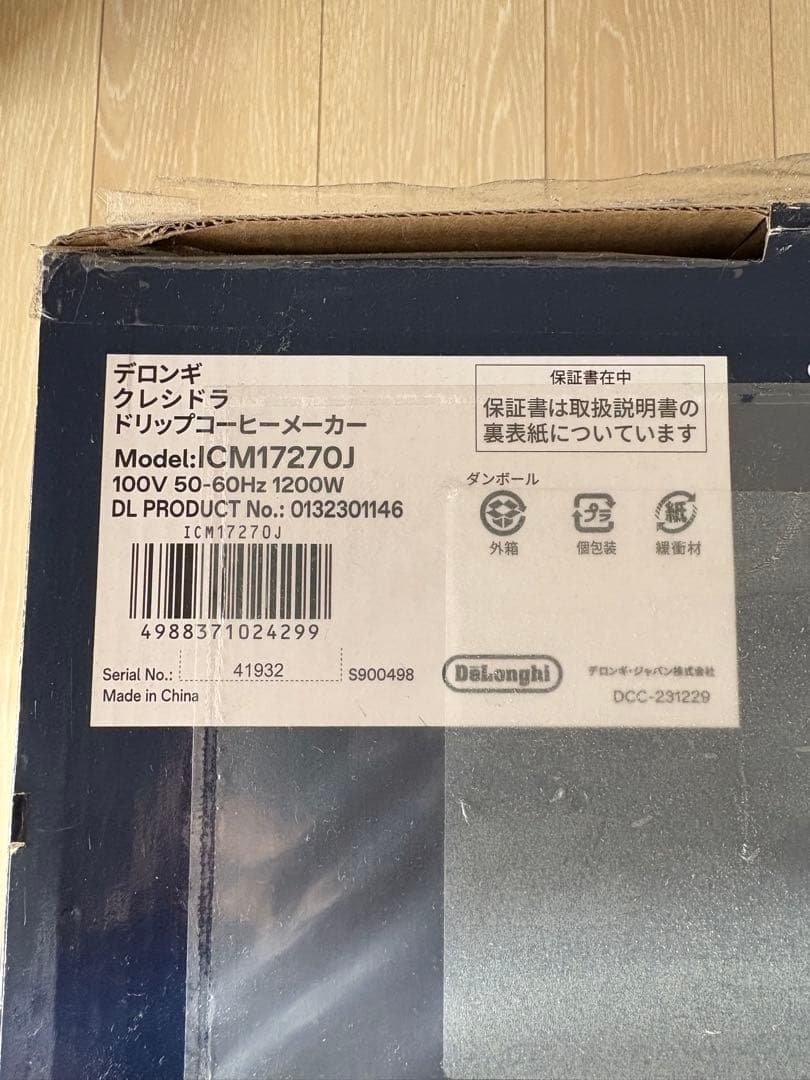 デロンギ
クレシドラ
ドリップコーヒーメーカー
Model:ICM17270J
100V 50-60Hz 1200W
DL PRODUCT No.: 0132301146
ICM17270J
4988371024299
Serial No.: 41932 S900498
Made in China
保証書在中
保証書は取扱説明書の
裏表紙についています
ダンボール
プラ
紙
外箱
個包装
緩衝材
DeLonghi
デロンギ・ジャパン株式会社
DCC-231229